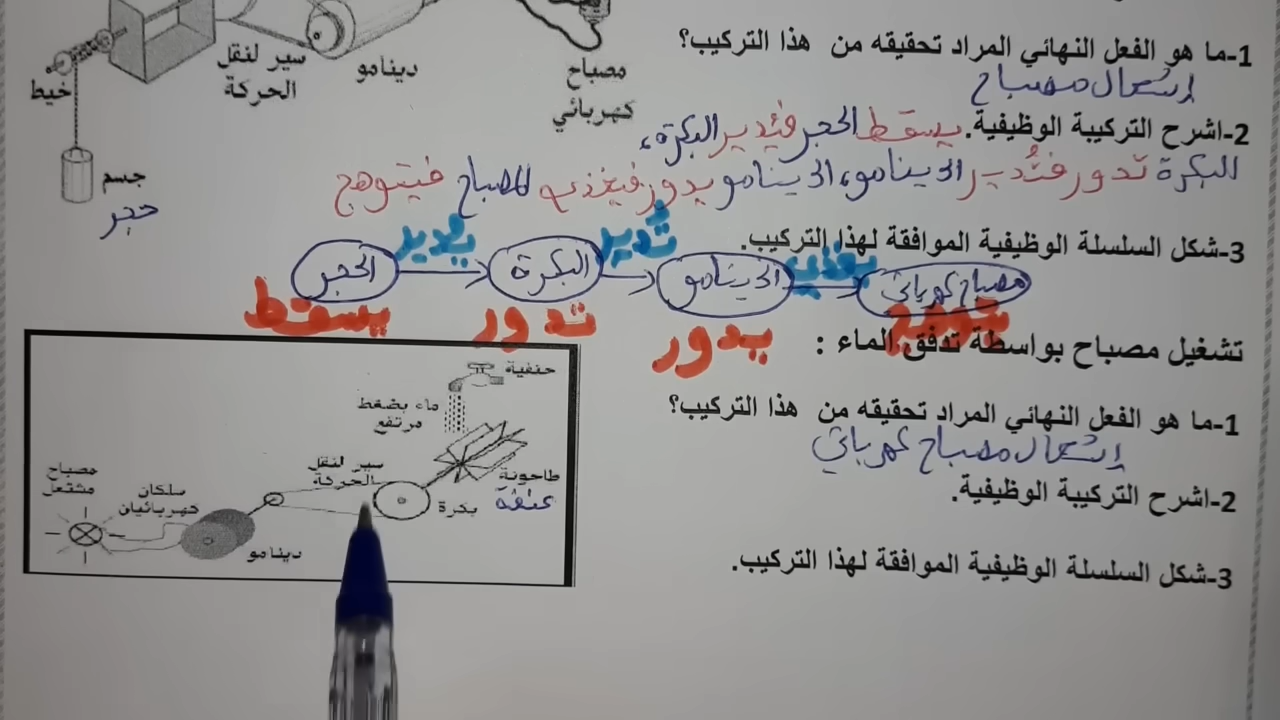 خيط
سير لنقل
الحركة
دينامو
مصباح
كهربائي
جسم
حجر
1-ما هو الفعل النهائي المراد تحقيقه من هذا التركيب؟
إشعال مصباح
2-اشرح التركيبة الوظيفية. يسقط الحجر فيدير البكرة،
البكرة تدور فتدير الدينامو، الدينامو يدور فيغذي المصباح فيتوهج
3-شكل السلسلة الوظيفية الموافقة لهذا التركيب.
الحجر يدير البكرة تدير الدينامو يغذي مصباح كهربائي
يسقط تدور يدور يتوهج
تشغيل مصباح بواسطة تدفق الماء :
1-ما هو الفعل النهائي المراد تحقيقه من هذا التركيب؟
إشعال مصباح كهربائي
2-اشرح التركيبة الوظيفية.
3-شكل السلسلة الوظيفية الموافقة لهذا التركيب.
حنفية
ماء بضغط
مرتفع
طاحونة
عنفة
سير لنقل
الحركة
بكرة
مصباح
مشتعل
سلكان
كهربائيان
دينامو